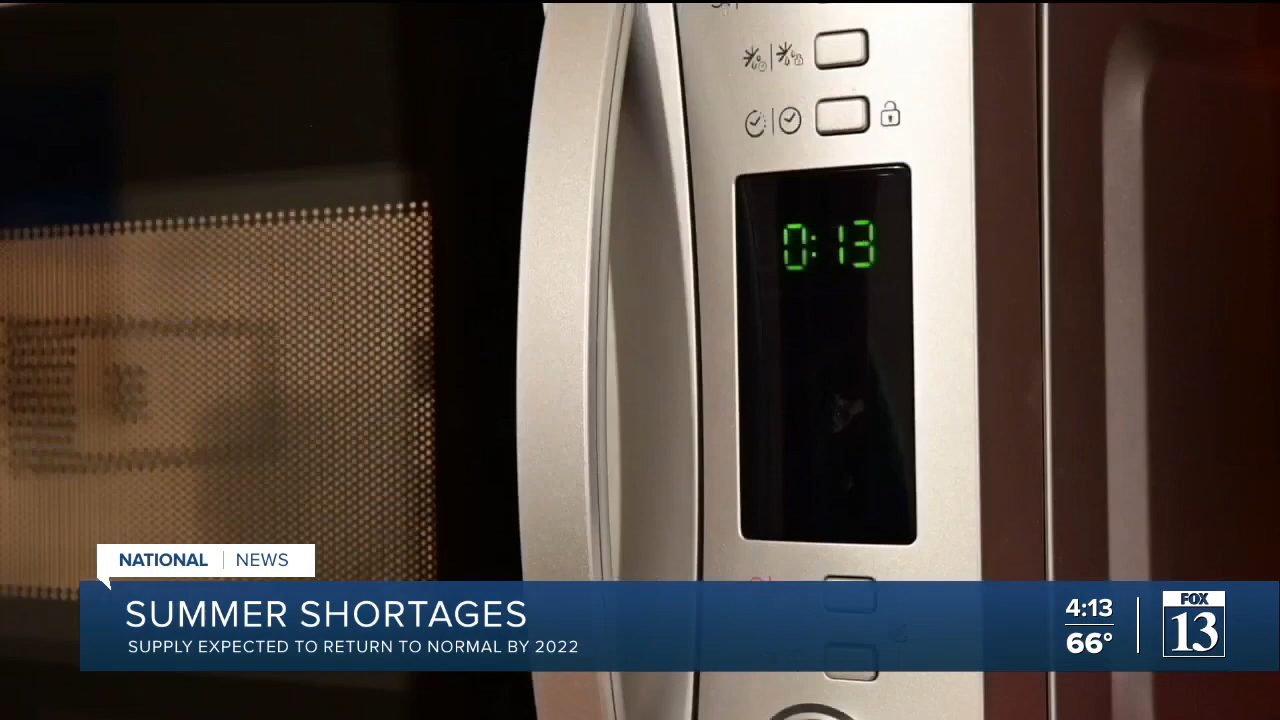 0:13
NATIONAL | NEWS
SUMMER SHORTAGES
SUPPLY EXPECTED TO RETURN TO NORMAL BY 2022
4:13
66°
FOX
13